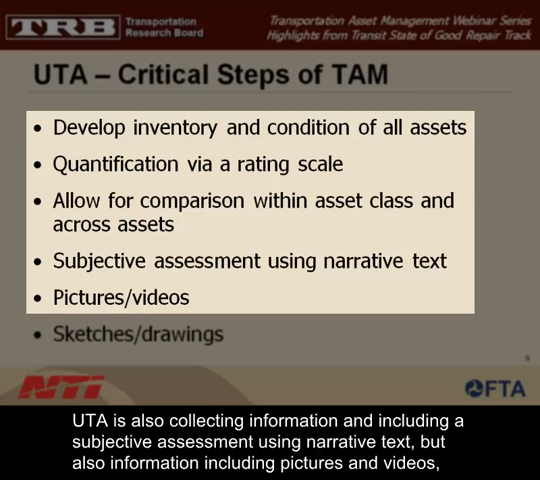 TRB Transportation Research Board
Transportation Asset Management Webinar Series
Highlights from Transit State of Good Repair Track
UTA – Critical Steps of TAM
• Develop inventory and condition of all assets
• Quantification via a rating scale
• Allow for comparison within asset class and
across assets
• Subjective assessment using narrative text
• Pictures/videos
• Sketches/drawings
8
NTI
FTA
UTA is also collecting information and including a
subjective assessment using narrative text, but
also information including pictures and videos,